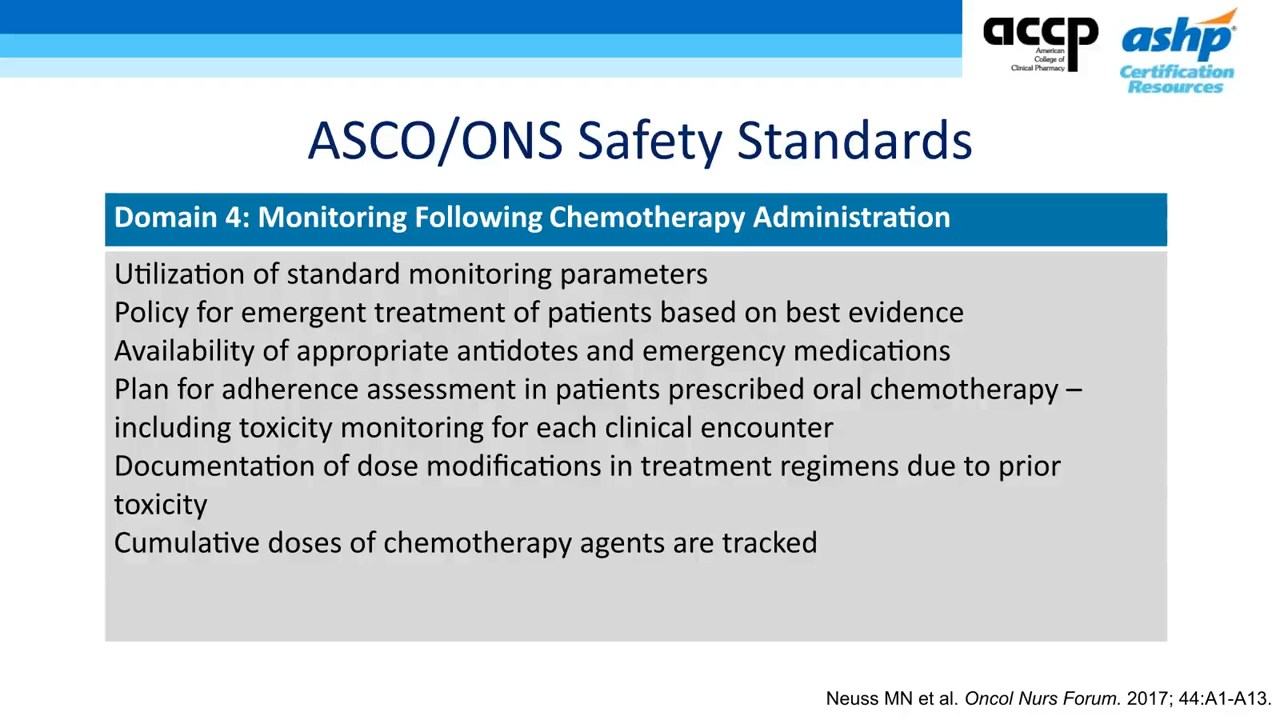 accp
American
College of
Clinical Pharmacy
ashp®
Certification
Resources
ASCO/ONS Safety Standards
Domain 4: Monitoring Following Chemotherapy Administration
Utilization of standard monitoring parameters
Policy for emergent treatment of patients based on best evidence
Availability of appropriate antidotes and emergency medications
Plan for adherence assessment in patients prescribed oral chemotherapy –
including toxicity monitoring for each clinical encounter
Documentation of dose modifications in treatment regimens due to prior
toxicity
Cumulative doses of chemotherapy agents are tracked
Neuss MN et al. Oncol Nurs Forum. 2017; 44:A1-A13.